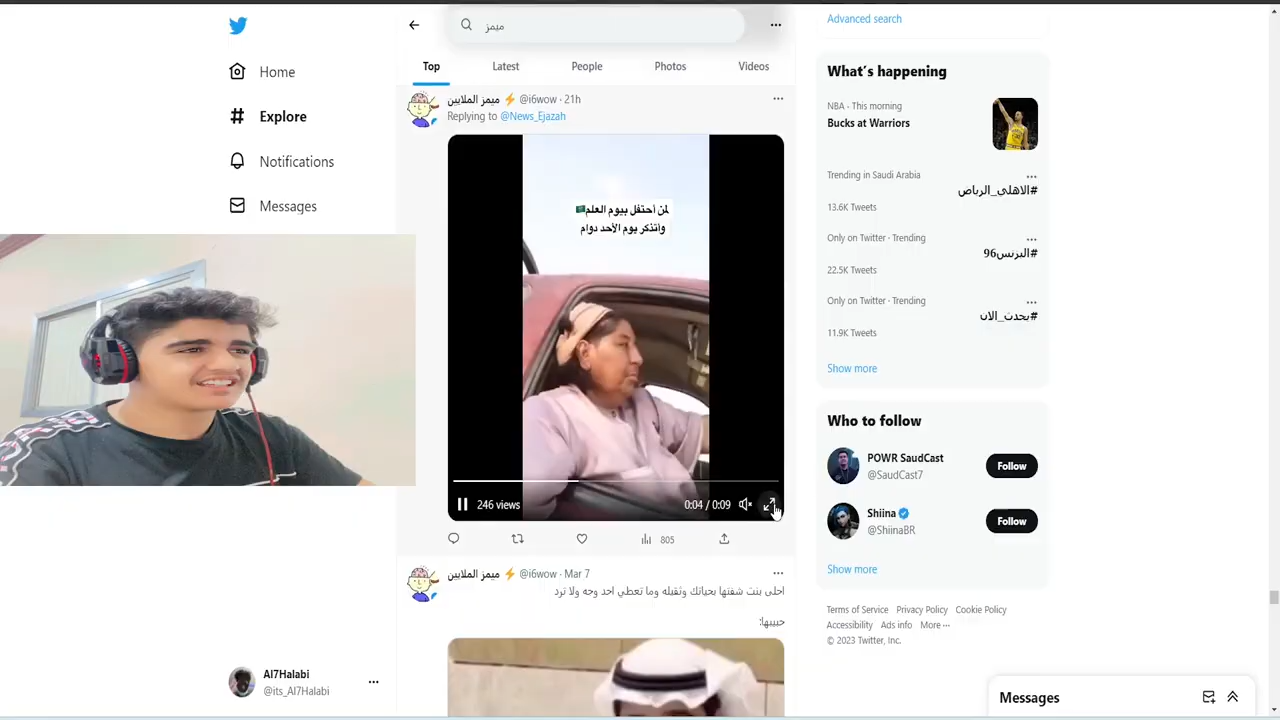 ميمز
Home
Explore
Notifications
Messages
Top
Latest
People
Photos
Videos
ميمز الملايين ⚡ @i6wow · 21h
Replying to @News_Ejazah
لمن أحتفل بيوم العلم🇸🇦
وأتذكر يوم الأحد دوام
246 views
0:04 / 0:09
805
ميمز الملايين ⚡ @i6wow · Mar 7
احلى بنت شفتها بحياتك وثقيله وما تعطي احد وجه ولا ترد
حبيبها:
Al7Halabi
@its_Al7Halabi
Advanced search
What's happening
NBA · This morning
Bucks at Warriors
Trending in Saudi Arabia
#الاهلي_الرياض
13.6K Tweets
Only on Twitter · Trending
#البرنس96
22.5K Tweets
Only on Twitter · Trending
#يحدث_الان
11.9K Tweets
Show more
Who to follow
POWR SaudCast
@SaudCast7
Follow
Shiina
@ShiinaBR
Follow
Show more
Terms of Service Privacy Policy Cookie Policy
Accessibility Ads info More ···
© 2023 Twitter, Inc.
Messages